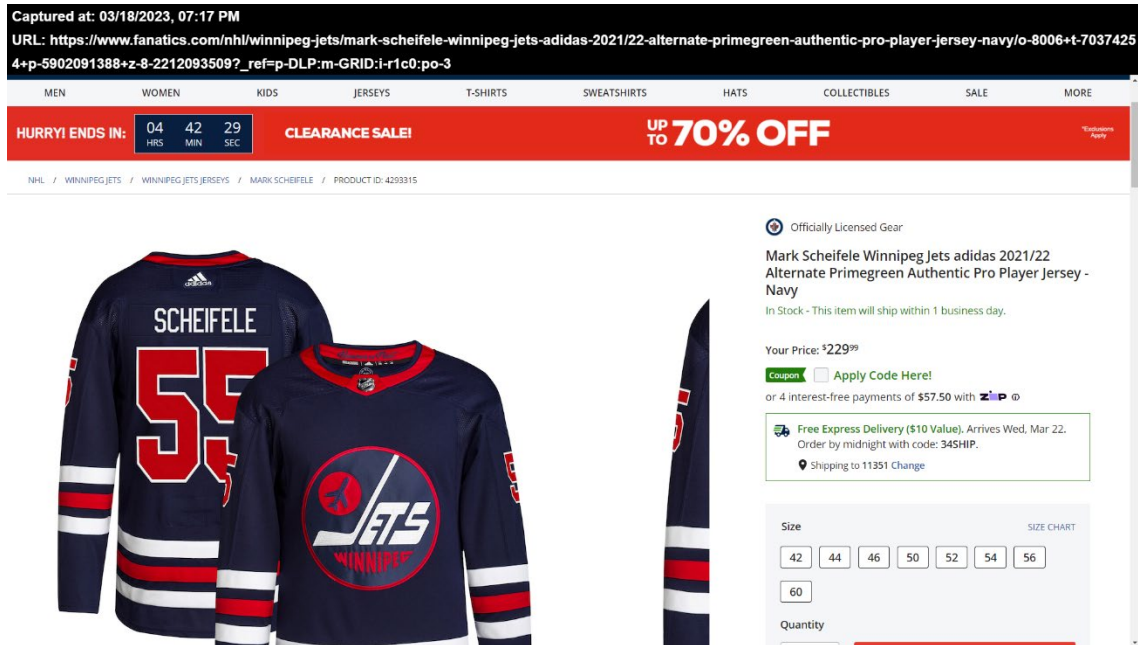 Captured at: 03/18/2023, 07:17 PM
URL: https://www.fanatics.com/nhl/winnipeg-jets/mark-scheifele-winnipeg-jets-adidas-2021/22-alternate-primegreen-authentic-pro-player-jersey-navy/o-8006+t-7037425
4+p-5902091388+z-8-2212093509?_ref=p-DLP:m-GRID:i-r1c0:po-3
MEN WOMEN KIDS JERSEYS T-SHIRTS SWEATSHIRTS HATS COLLECTIBLES SALE MORE
HURRY! ENDS IN: 04 42 29 CLEARANCE SALE! UP TO 70% OFF *Exclusions Apply
HRS MIN SEC
NHL / WINNIPEG JETS / WINNIPEG JETS JERSEYS / MARK SCHEIFELE / PRODUCT ID: 4293315
Officially Licensed Gear
Mark Scheifele Winnipeg Jets adidas 2021/22
Alternate Primegreen Authentic Pro Player Jersey -
Navy
In Stock - This item will ship within 1 business day.
Your Price: $22999
Coupon Apply Code Here!
or 4 interest-free payments of $57.50 with ZIP
Free Express Delivery ($10 Value). Arrives Wed, Mar 22.
Order by midnight with code: 34SHIP.
Shipping to 11351 Change
Size SIZE CHART
42 44 46 50 52 54 56
60
Quantity
adidas
SCHEIFELE
55
JETS
WINNIPEG